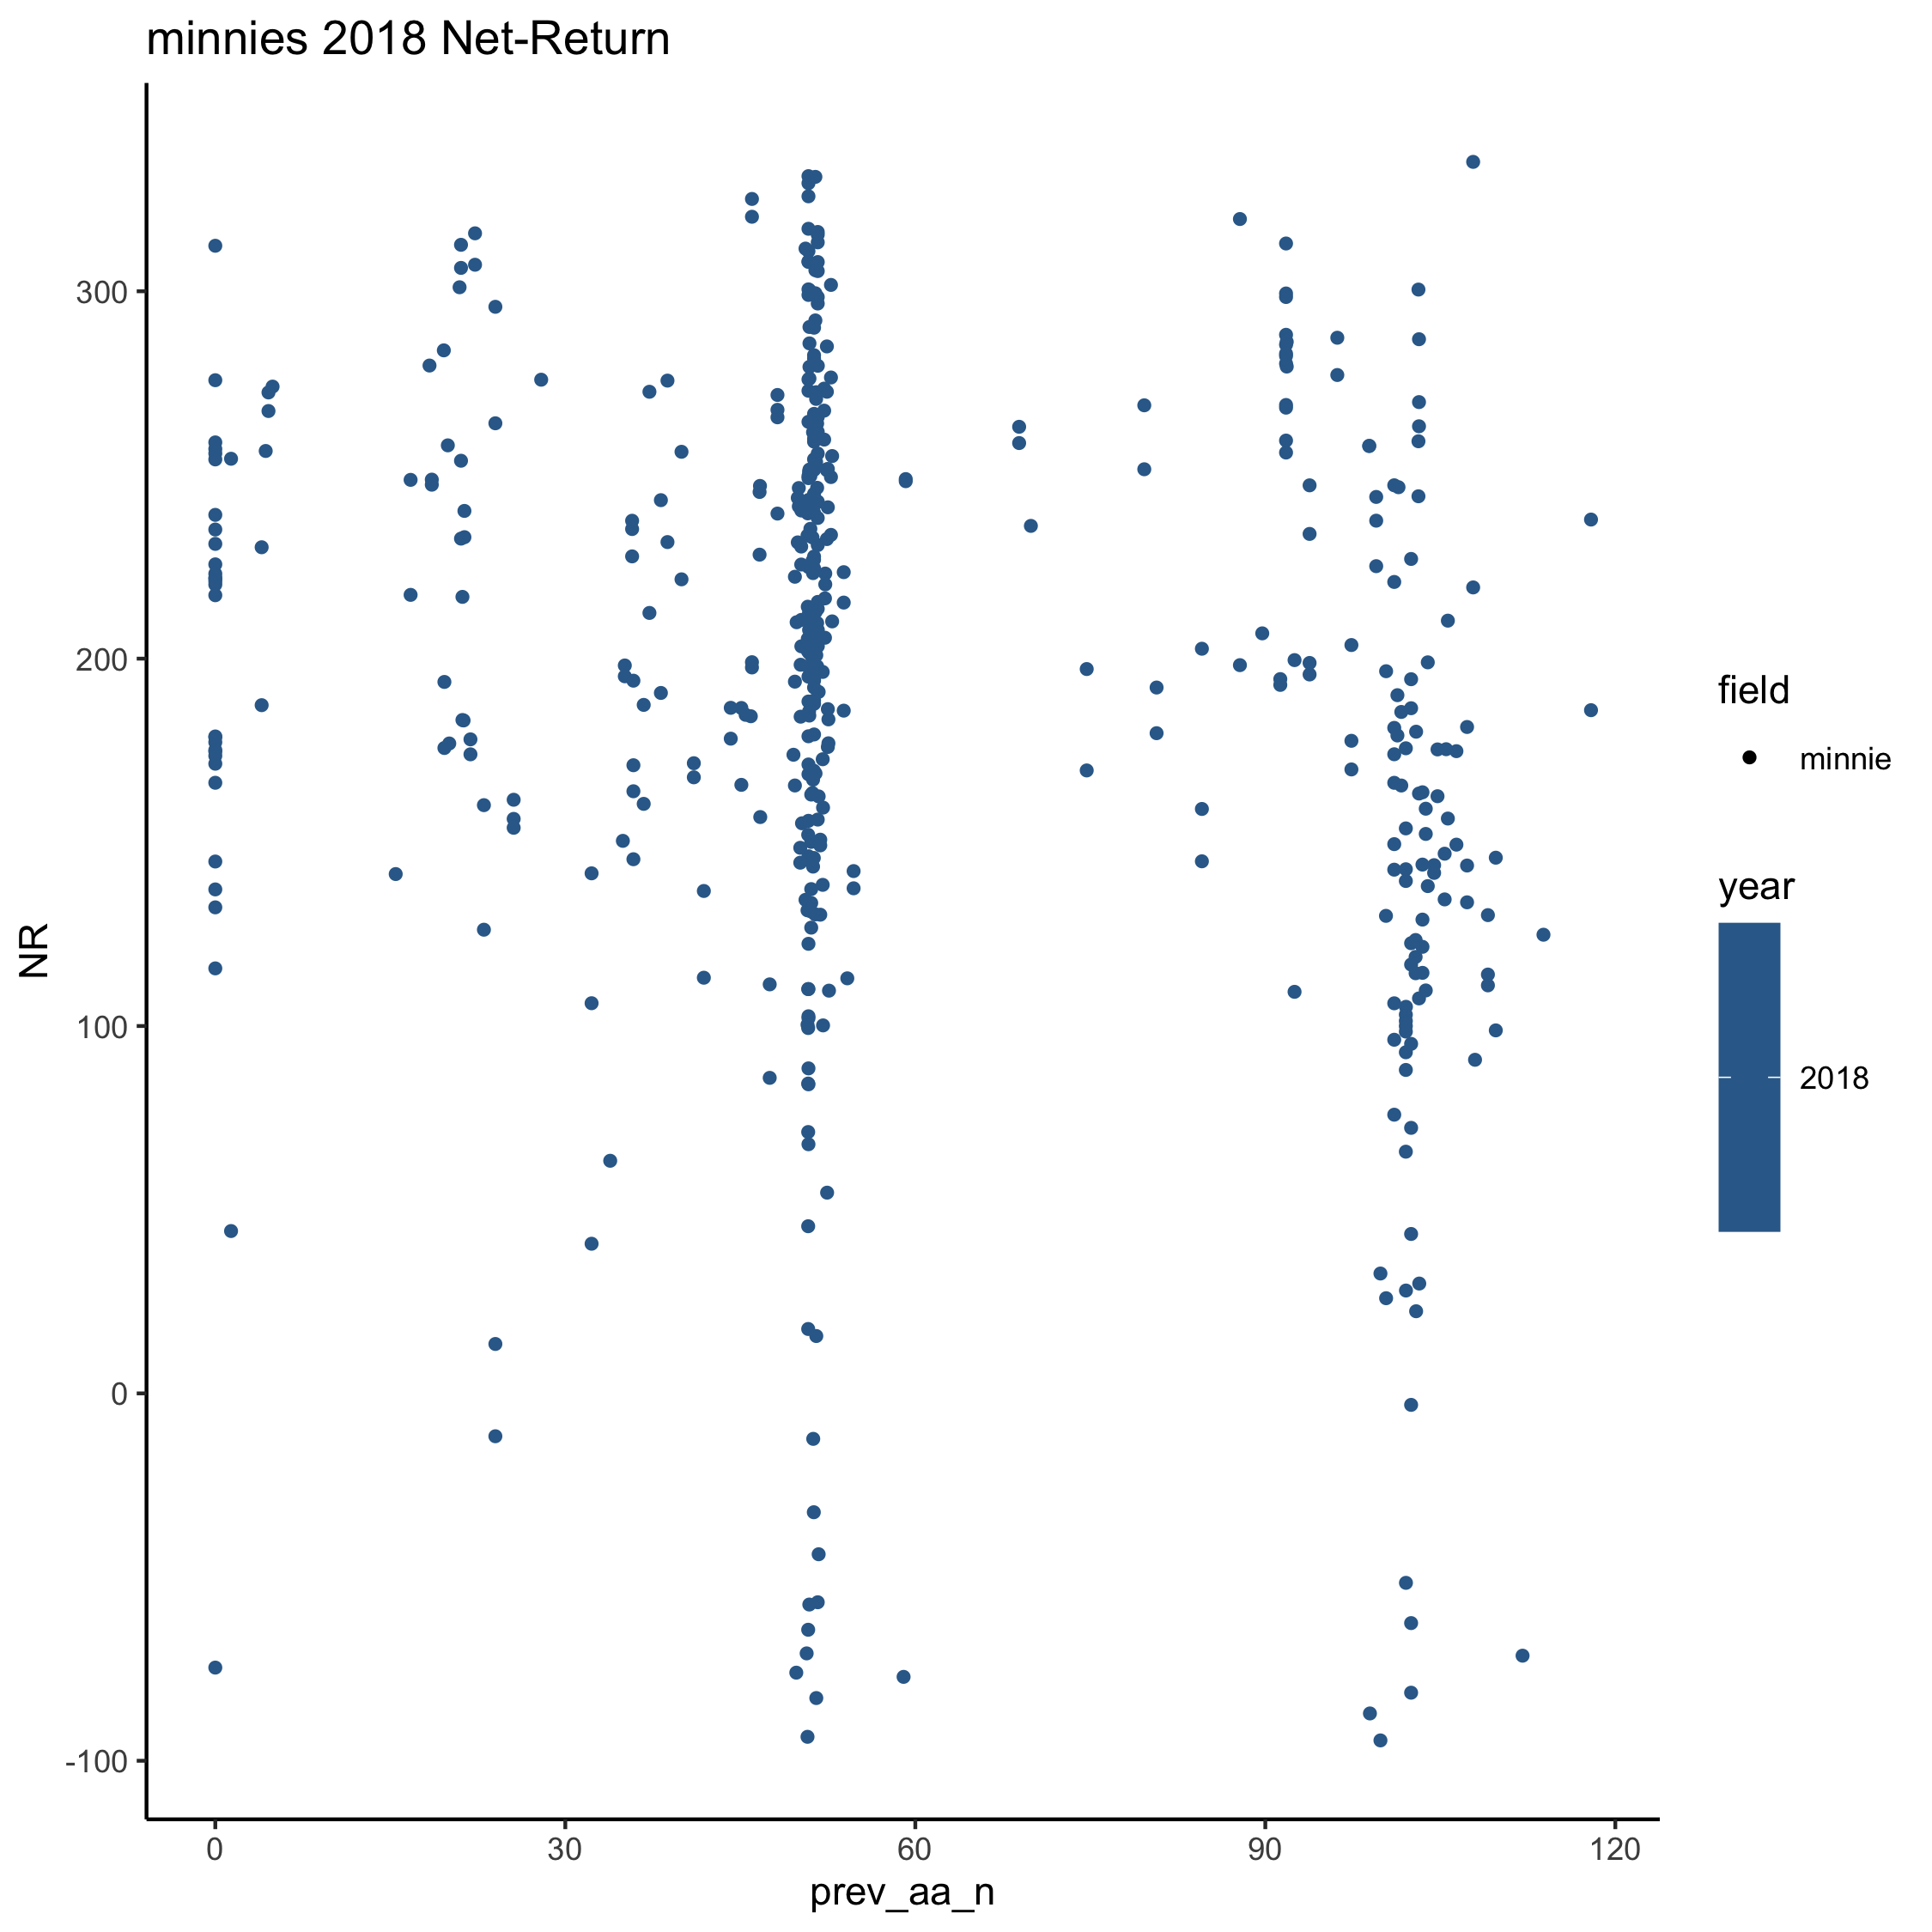 minnies 2018 Net-Return
NR
300
200
100
0
-100
0 30 60 90 120
prev_aa_n
field
minnie
year
2018